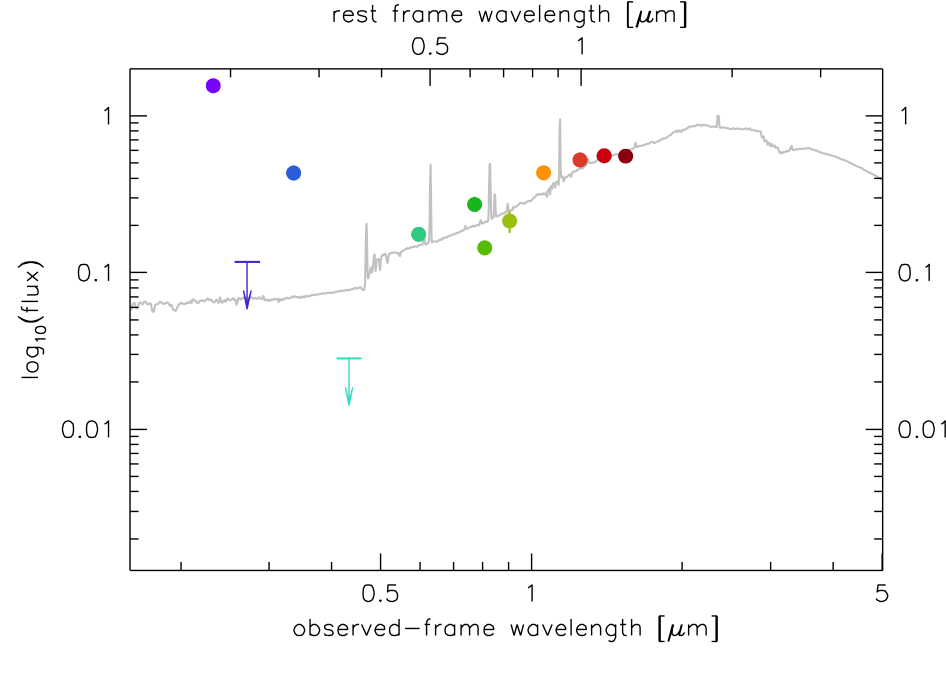 rest frame wavelength [μm]
0.5 1
1 1
0.1 0.1
0.01 0.01
log10(flux)
0.5 1 5
observed-frame wavelength [μm]